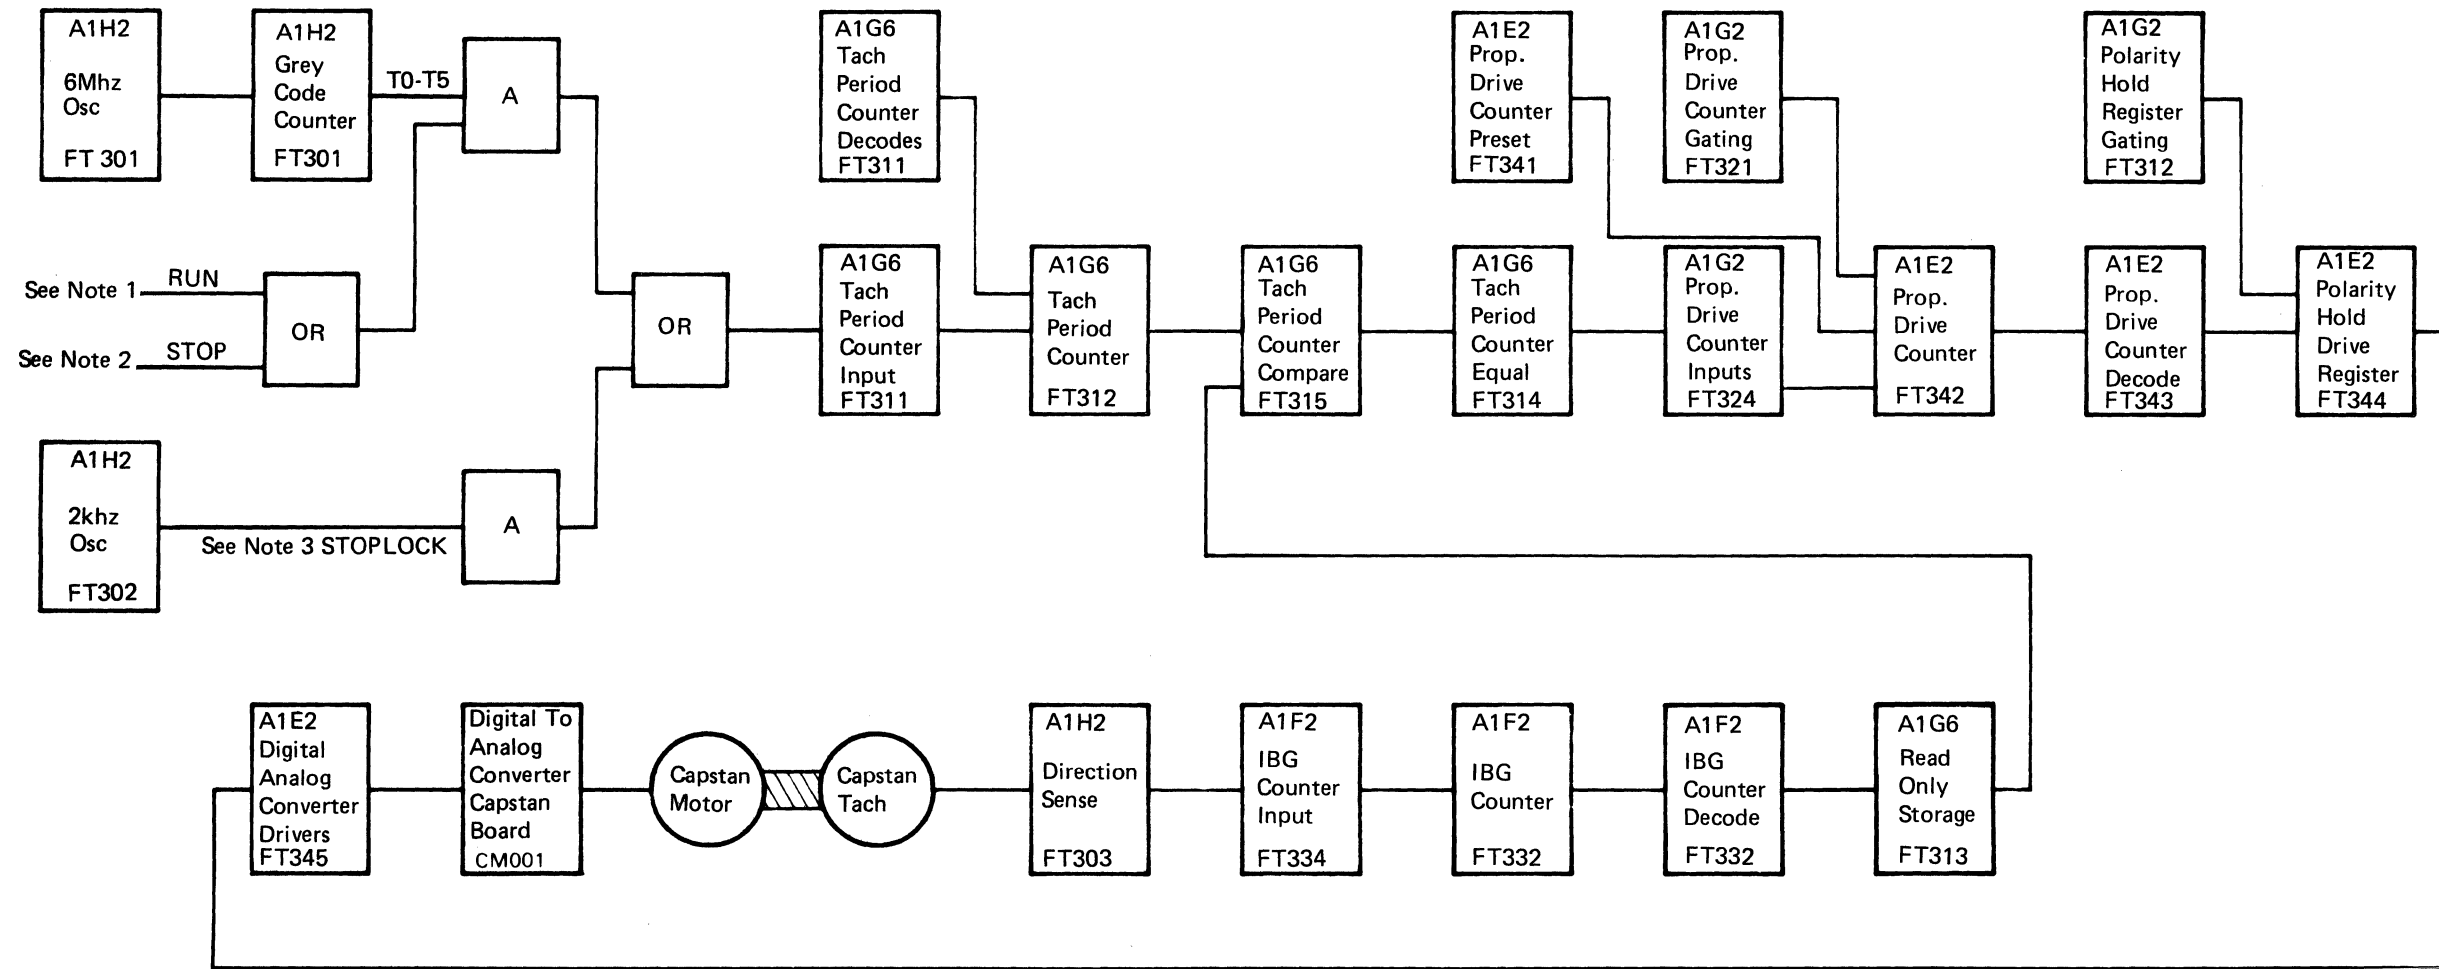 A1H2
6Mhz
Osc
FT 301
A1H2
Grey
Code
Counter
FT301
T0-T5
A
A1G6
Tach
Period
Counter
Decodes
FT311
A1E2
Prop.
Drive
Counter
Preset
FT341
A1G2
Prop.
Drive
Counter
Gating
FT321
A1G2
Polarity
Hold
Register
Gating
FT312
See Note 1
RUN
See Note 2
STOP
OR
OR
A1G6
Tach
Period
Counter
Input
FT311
A1G6
Tach
Period
Counter
FT312
A1G6
Tach
Period
Counter
Compare
FT315
A1G6
Tach
Period
Counter
Equal
FT314
A1G2
Prop.
Drive
Counter
Inputs
FT324
A1E2
Prop.
Drive
Counter
FT342
A1E2
Prop.
Drive
Counter
Decode
FT343
A1E2
Polarity
Hold
Drive
Register
FT344
A1H2
2khz
Osc
FT302
See Note 3 STOPLOCK
A
A1E2
Digital
Analog
Converter
Drivers
FT345
Digital To
Analog
Converter
Capstan
Board
CM001
Capstan
Motor
Capstan
Tach
A1H2
Direction
Sense
FT303
A1F2
IBG
Counter
Input
FT334
A1F2
IBG
Counter
FT332
A1F2
IBG
Counter
Decode
FT332
A1G6
Read
Only
Storage
FT313